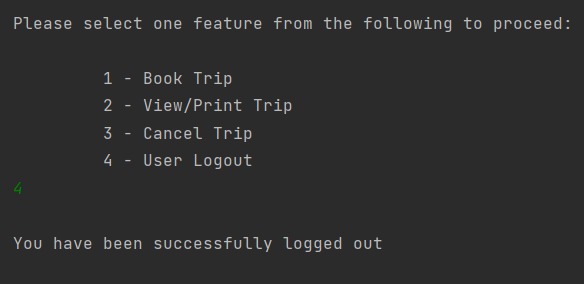 Please select one feature from the following to proceed:
1 - Book Trip
2 - View/Print Trip
3 - Cancel Trip
4 - User Logout
4
You have been successfully logged out